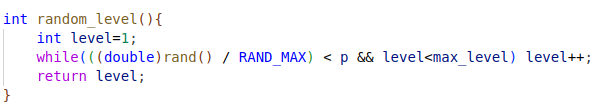 int random_level(){
    int level=1;
    while(((double)rand() / RAND_MAX) < p && level<max_level) level++;
    return level;
}